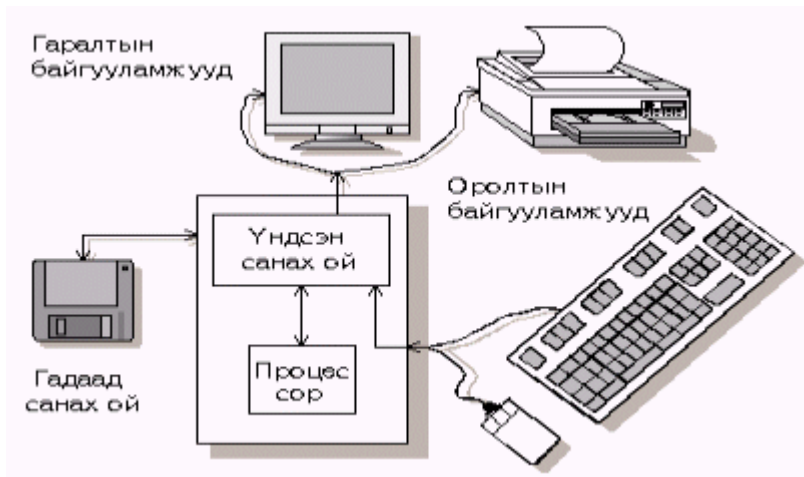 Гаралтын
байгууламжууд
Оролтын
байгууламжууд
Үндсэн
санах ой
Процес
сор
Гадаад
санах ой